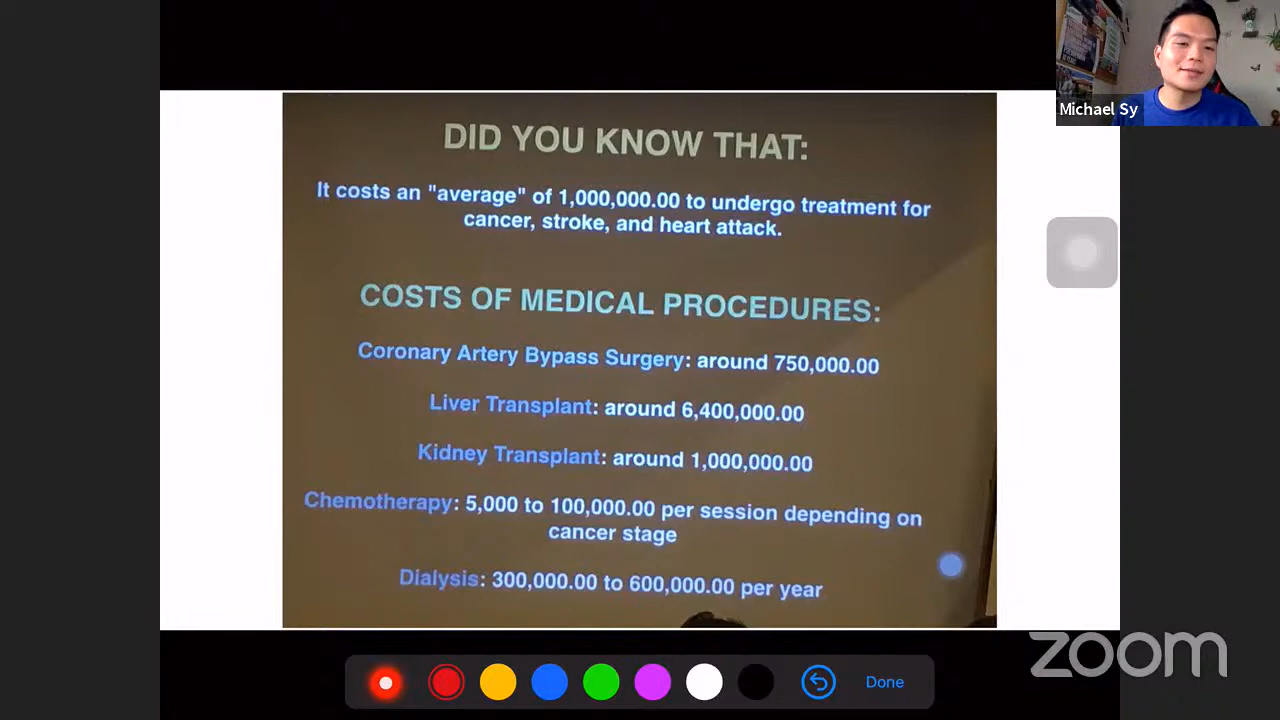 Michael Sy
DID YOU KNOW THAT:
It costs an "average" of 1,000,000.00 to undergo treatment for
cancer, stroke, and heart attack.
COSTS OF MEDICAL PROCEDURES:
Coronary Artery Bypass Surgery: around 750,000.00
Liver Transplant: around 6,400,000.00
Kidney Transplant: around 1,000,000.00
Chemotherapy: 5,000 to 100,000.00 per session depending on
cancer stage
Dialysis: 300,000.00 to 600,000.00 per year
zoom
Done